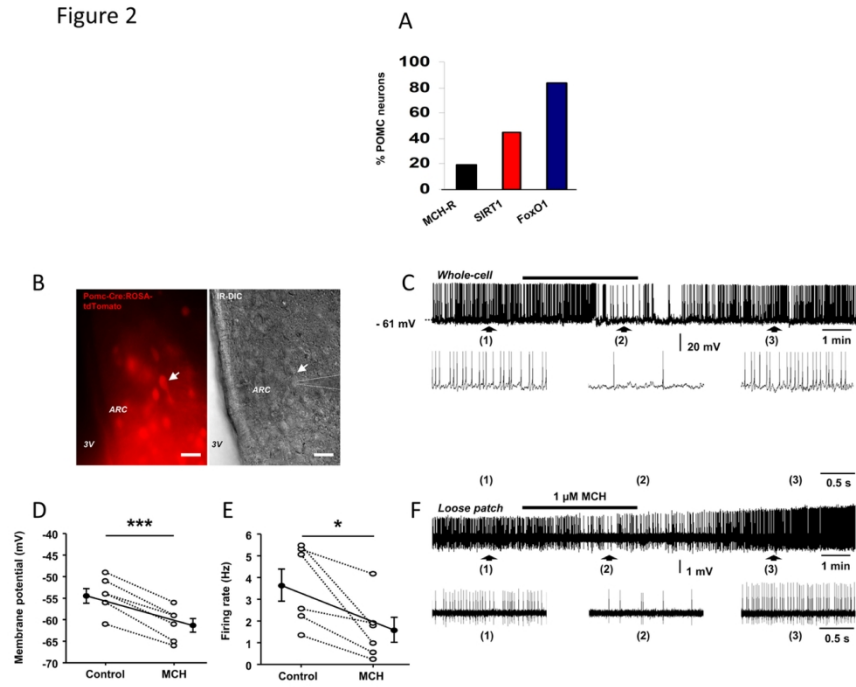 Figure 2
A
% POMC neurons
100
80
60
40
20
0
MCH-R
SIRT1
FoxO1
B
Pomc-Cre:ROSA-
tdTomato
ARC
3V
IR-DIC
ARC
3V
C
Whole-cell
- 61 mV
(1)
(2)
(3)
20 mV
1 min
(1)
(2)
(3)
0.5 s
D
***
Membrane potential (mV)
-40
-45
-50
-55
-60
-65
-70
Control
MCH
E
*
Firing rate (Hz)
6
5
4
3
2
1
0
Control
MCH
F
Loose patch
1 µM MCH
(1)
(2)
(3)
1 mV
1 min
(1)
(2)
(3)
0.5 s